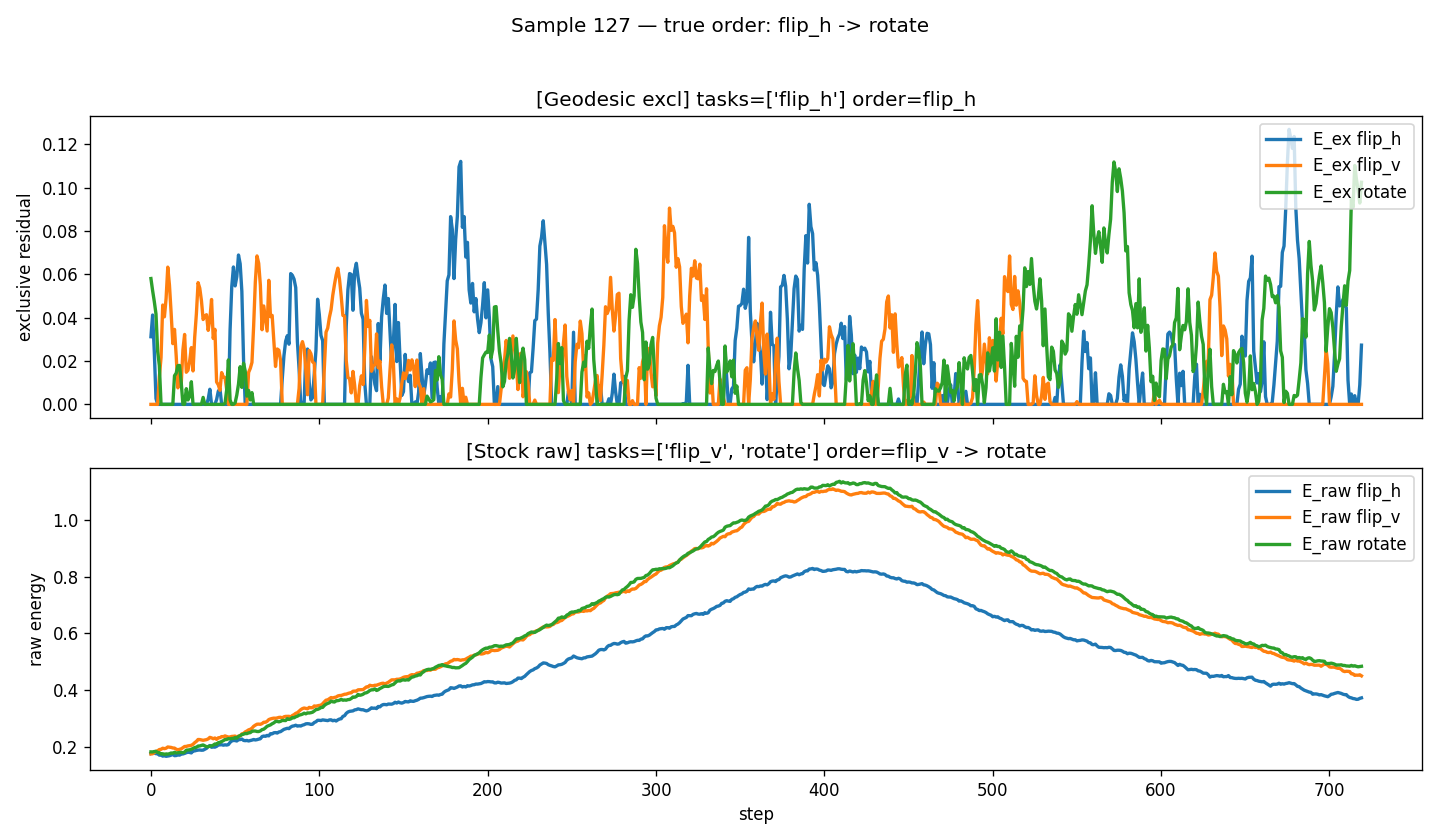 Sample 127 — true order: flip_h -> rotate
[Geodesic excl] tasks=['flip_h'] order=flip_h
exclusive residual
0.12
0.10
0.08
0.06
0.04
0.02
0.00
E_ex flip_h
E_ex flip_v
E_ex rotate
[Stock raw] tasks=['flip_v', 'rotate'] order=flip_v -> rotate
raw energy
1.0
0.8
0.6
0.4
0.2
E_raw flip_h
E_raw flip_v
E_raw rotate
0 100 200 300 400 500 600 700
step